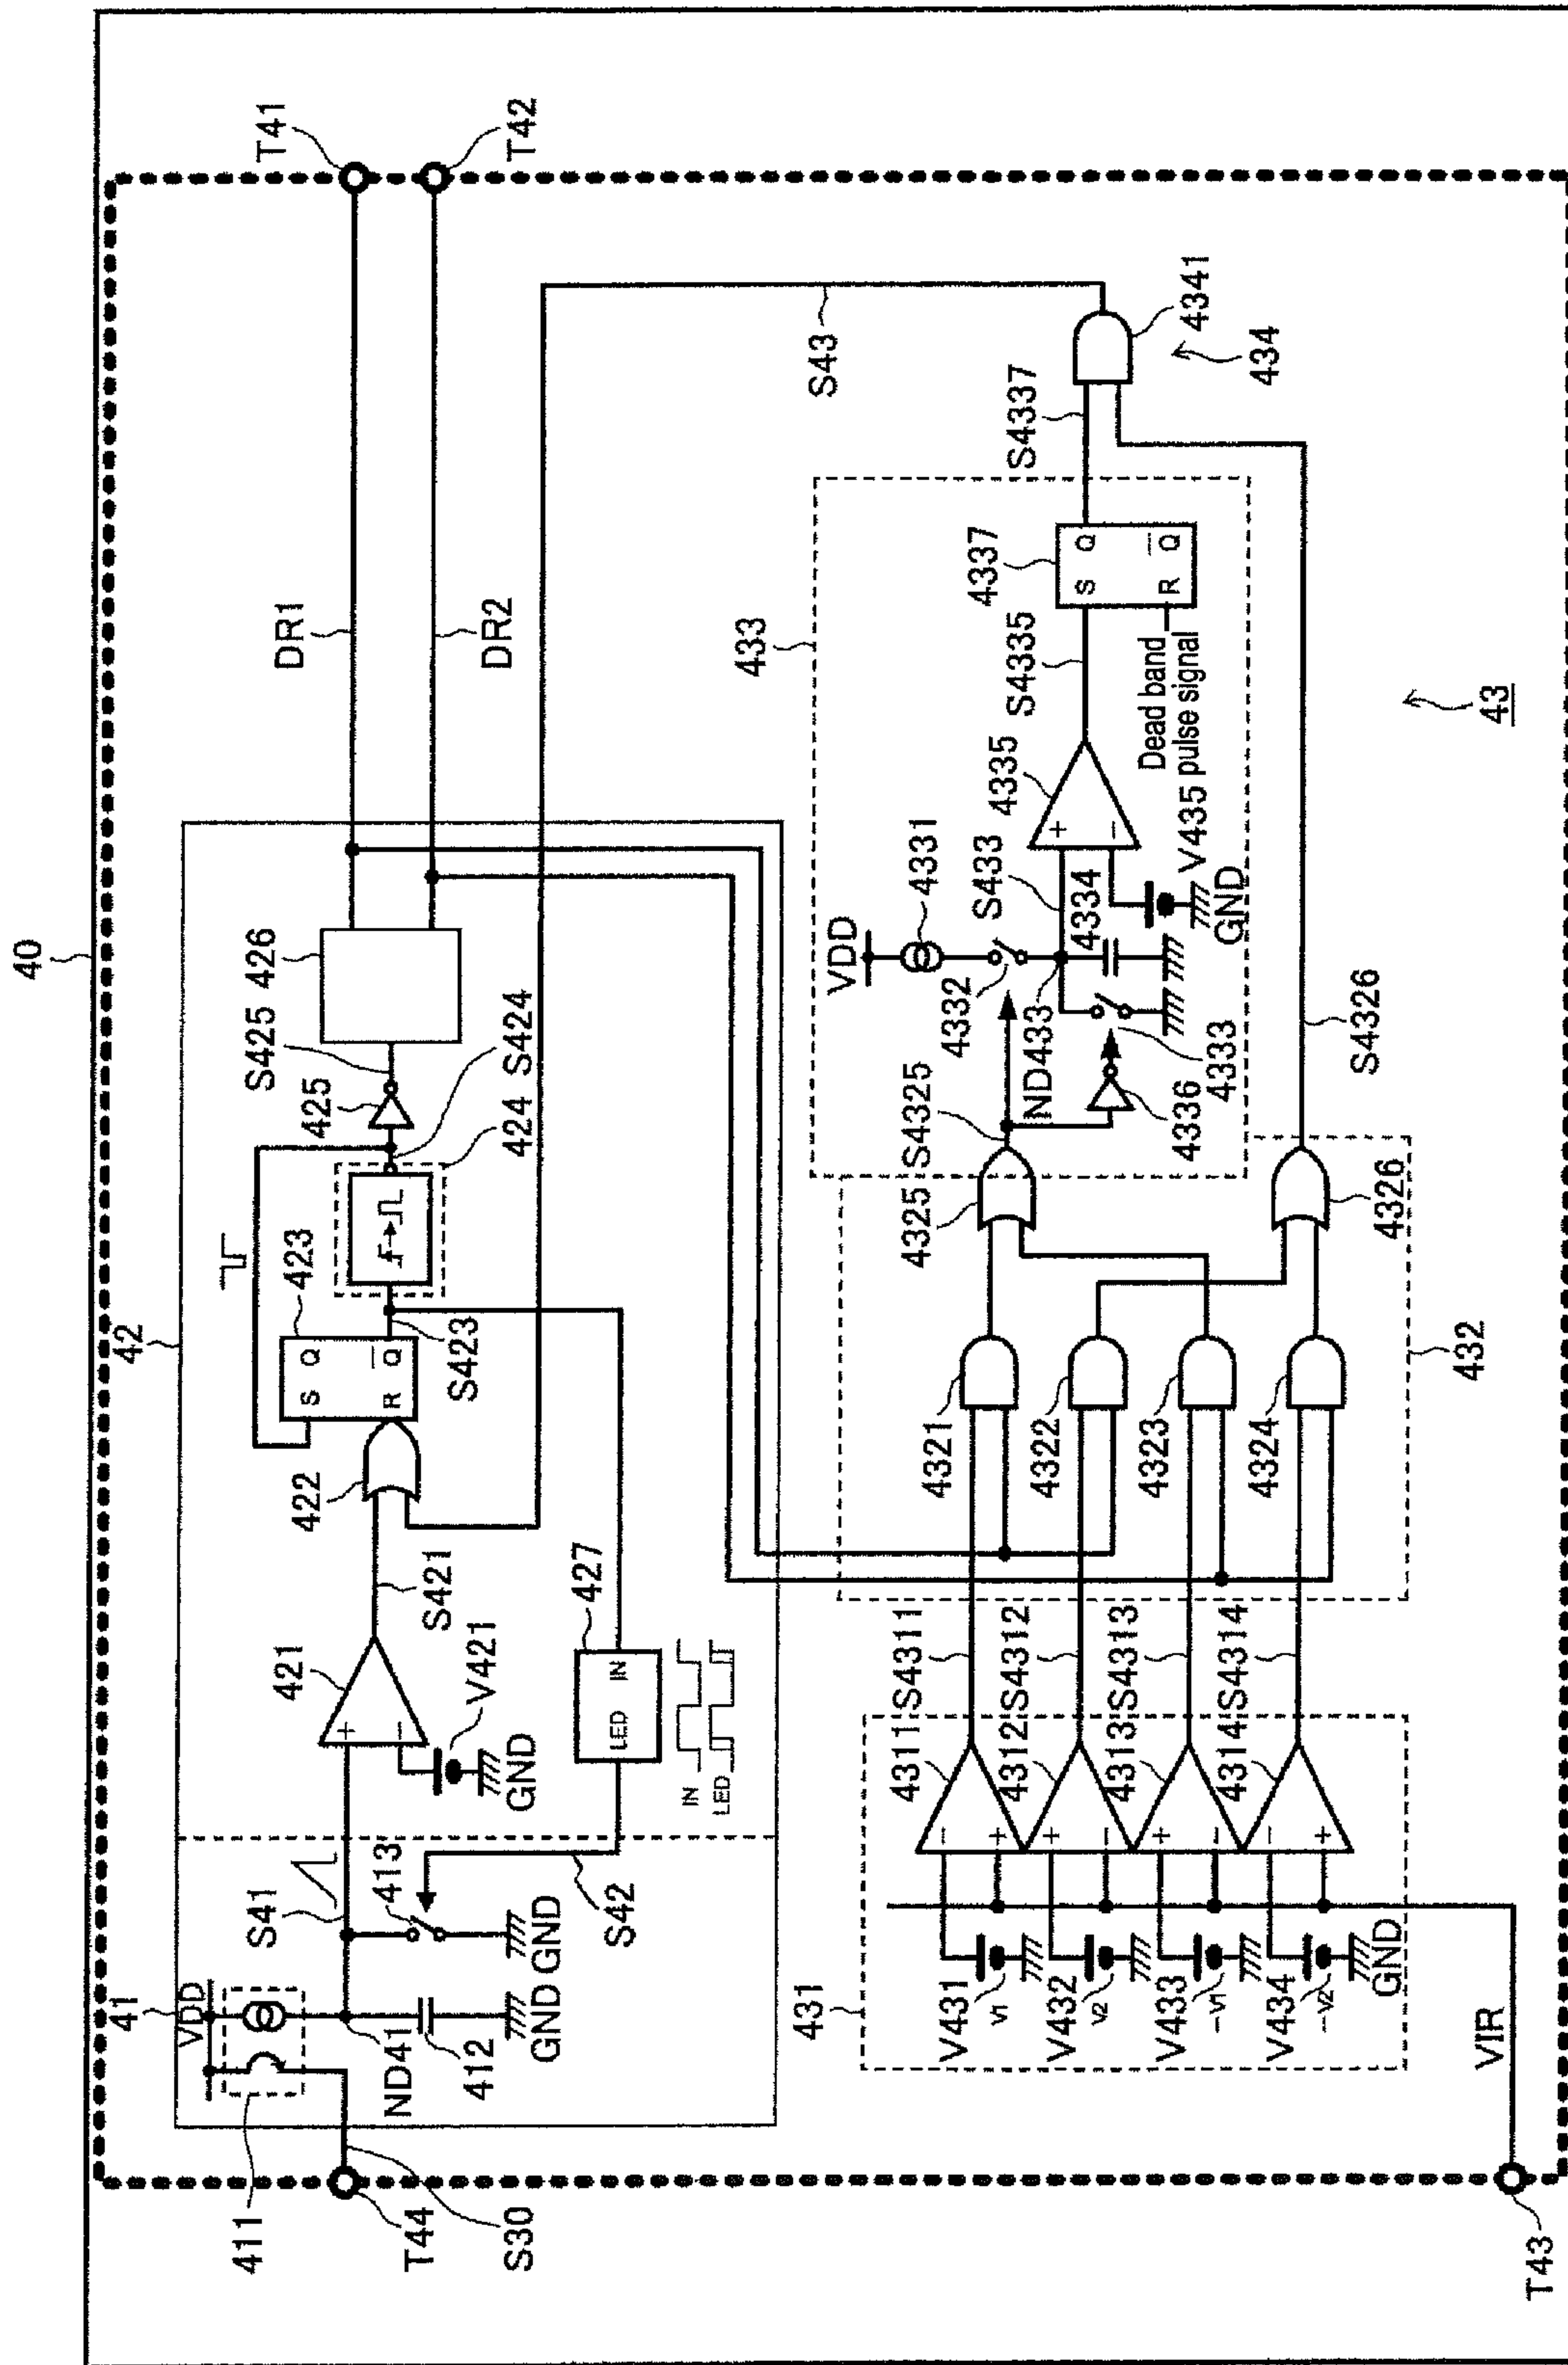 40
41
VDD
411
T44
S30
ND41
412
GND
S41
413
GND
S42
42
421
V421
GND
S421
422
423
S Q
R Q
S423
424
S424
425
S425
426
427
LED IN
IN
LED
DR1
DR2
T41
T42
S43
431
V431
V1
V432
V2
V433
-V1
V434
-V2
GND
VIR
T43
4311
4312
4313
4314
S4311
S4312
S4313
S4314
432
4321
4322
4323
4324
4325
4326
S4325
S4326
433
VDD
4331
4332
ND433
4333
4334
4336
S433
4335
V435
GND
S4335
4337
S Q
R Q
Dead band
pulse signal
S4337
4341
434
43